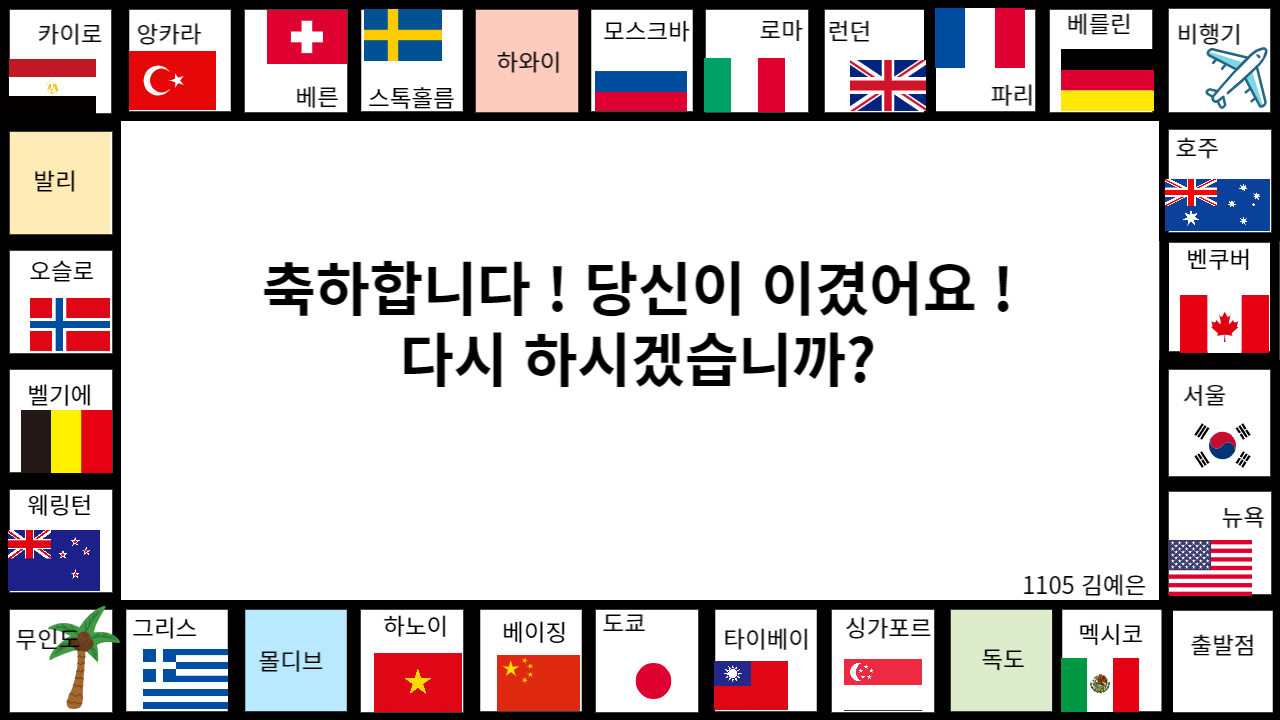 카이로
앙카라
베른
스톡홀름
하와이
모스크바
로마
런던
파리
베를린
비행기
발리
호주
오슬로
벤쿠버
벨기에
서울
웨링턴
뉴욕
축하합니다 ! 당신이 이겼어요 !
다시 하시겠습니까?
1105 김예은
무인도
그리스
몰디브
하노이
베이징
도쿄
타이베이
싱가포르
독도
멕시코
출발점